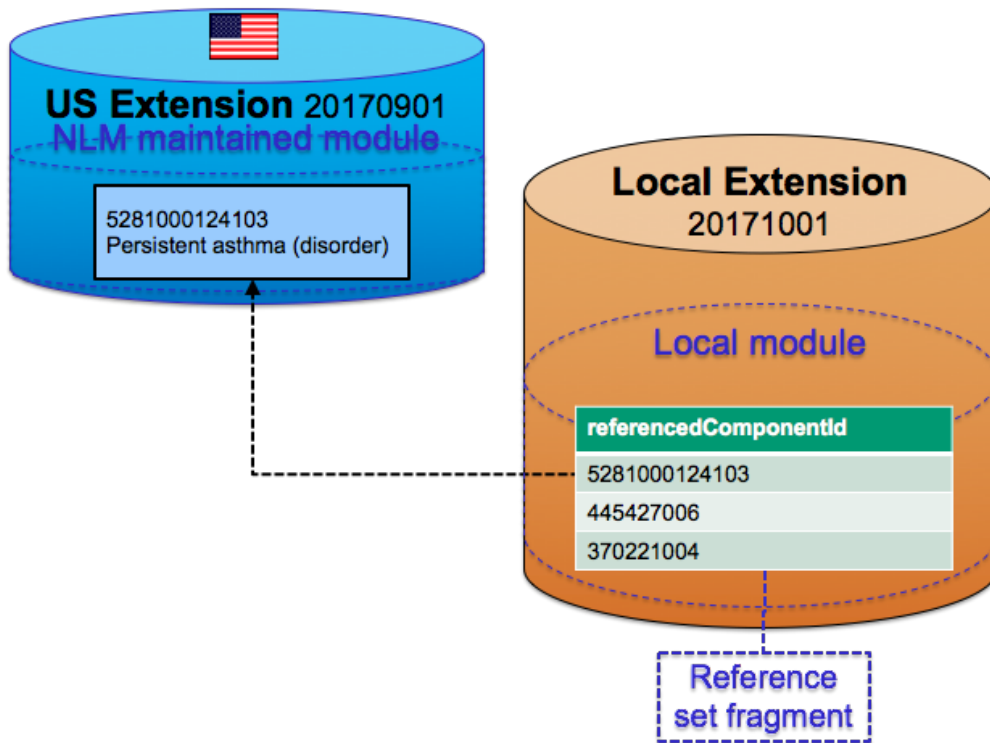 US Extension 20170901
NLM maintained module
5281000124103
Persistent asthma (disorder)
Local Extension
20171001
Local module
referencedComponentId
5281000124103
445427006
370221004
Reference
set fragment